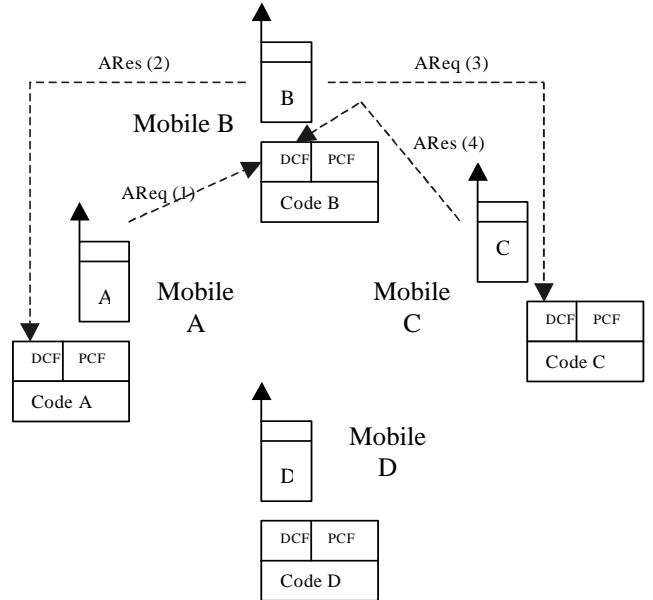 ARes (2)
AReq (3)
B
Mobile B
ARes (4)
DCF PCF
Code B
AReq (1)
A
Mobile
A
Mobile
C
C
DCF PCF
Code A
DCF PCF
Code C
D
Mobile
D
DCF PCF
Code D